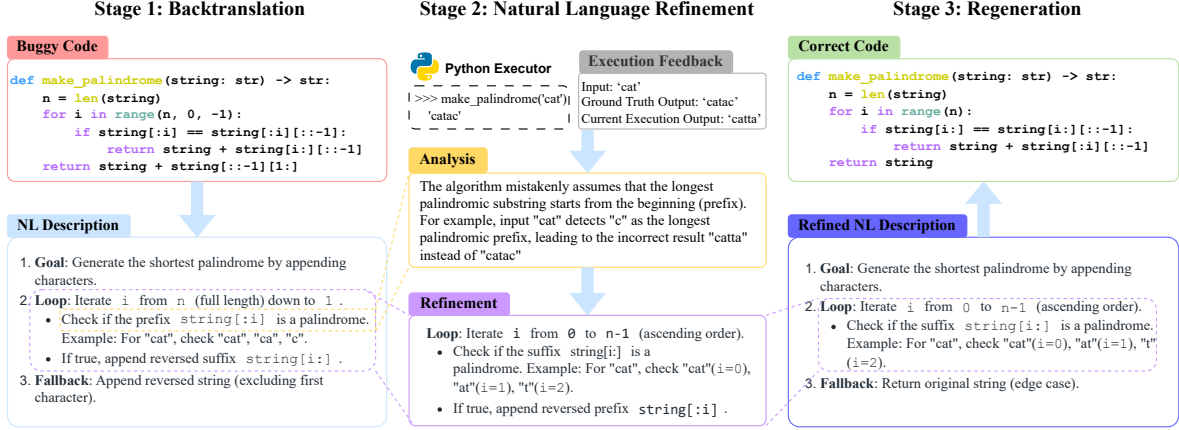 Stage 1: Backtranslation
Buggy Code
def make_palindrome(string: str) -> str:
    n = len(string)
    for i in range(n, 0, -1):
        if string[:i] == string[:i][::-1]:
            return string + string[i:][::-1]
    return string + string[::-1][1:]
NL Description
1. Goal: Generate the shortest palindrome by appending
characters.
2. Loop: Iterate i from n (full length) down to 1 .
• Check if the prefix string[:i] is a palindrome.
Example: For "cat", check "cat", "ca", "c".
• If true, append reversed suffix string[i:] .
3. Fallback: Append reversed string (excluding first
character).
Stage 2: Natural Language Refinement
Python Executor
>>> make_palindrome('cat')
'catac'
Execution Feedback
Input: ‘cat’
Ground Truth Output: ‘catac’
Current Execution Output: ‘catta’
Analysis
The algorithm mistakenly assumes that the longest
palindromic substring starts from the beginning (prefix).
For example, input "cat" detects "c" as the longest
palindromic prefix, leading to the incorrect result "catta"
instead of "catac"
Refinement
Loop: Iterate i from 0 to n-1 (ascending order).
• Check if the suffix string[i:] is a
palindrome. Example: For "cat", check "cat"(i=0),
"at"(i=1), "t"(i=2).
• If true, append reversed prefix string[:i] .
Stage 3: Regeneration
Correct Code
def make_palindrome(string: str) -> str:
    n = len(string)
    for i in range(n):
        if string[i:] == string[i:][::-1]:
            return string + string[:i][::-1]
    return string
Refined NL Description
1. Goal: Generate the shortest palindrome by appending
characters.
2. Loop: Iterate i from 0 to n-1 (ascending order).
• Check if the suffix string[i:] is a palindrome.
Example: For "cat", check "cat"(i=0), "at"(i=1), "t"
(i=2).
3. Fallback: Return original string (edge case).